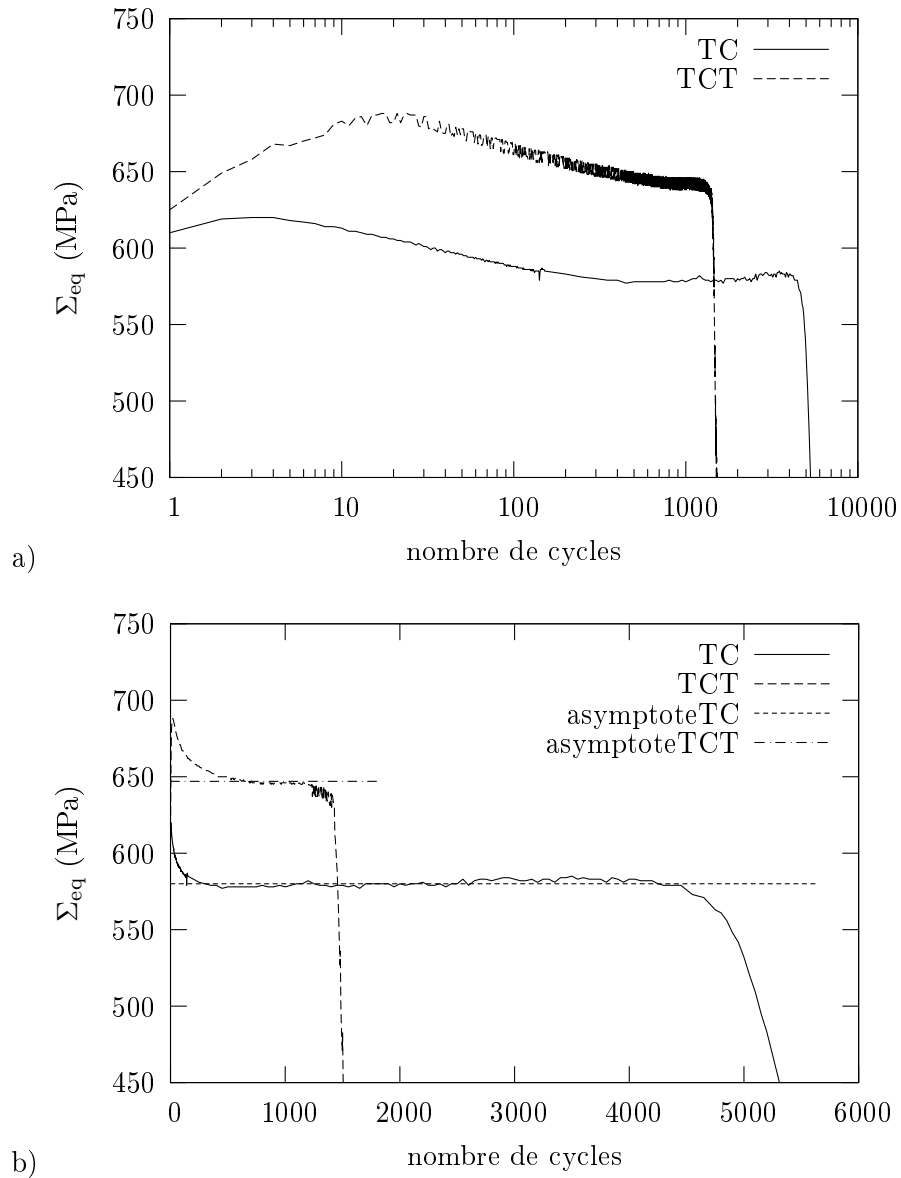 750
700
650
600
550
500
450
Σeq (MPa)
TC
TCT
1 10 100 1000 10000
nombre de cycles
a)
750
700
650
600
550
500
450
Σeq (MPa)
TC
TCT
asymptoteTC
asymptoteTCT
0 1000 2000 3000 4000 5000 6000
nombre de cycles
b)